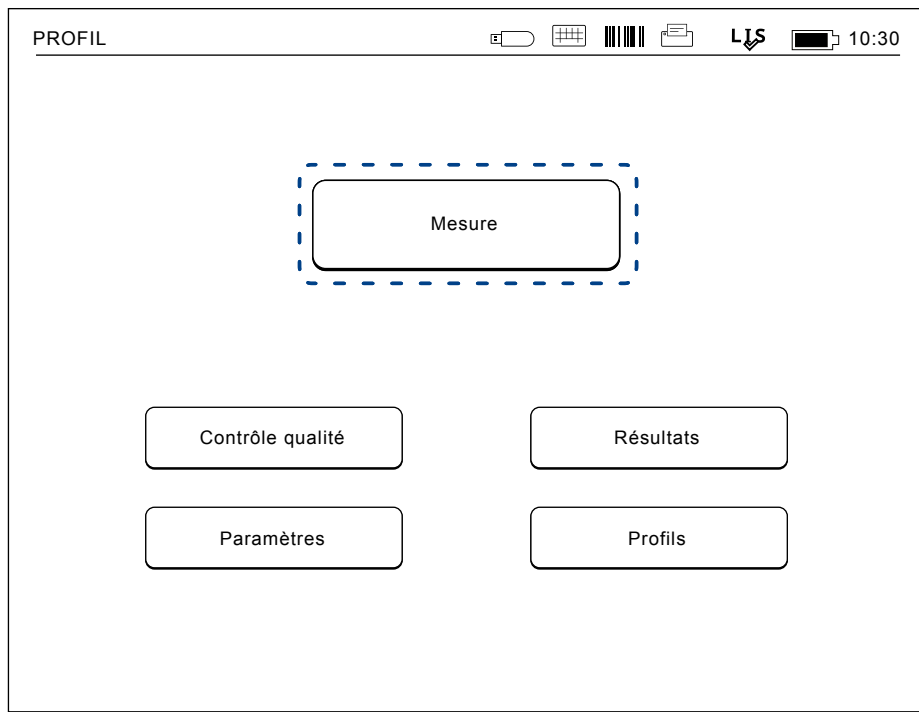 PROFIL LIS 10:30
Mesure
Contrôle qualité Résultats
Paramètres Profils